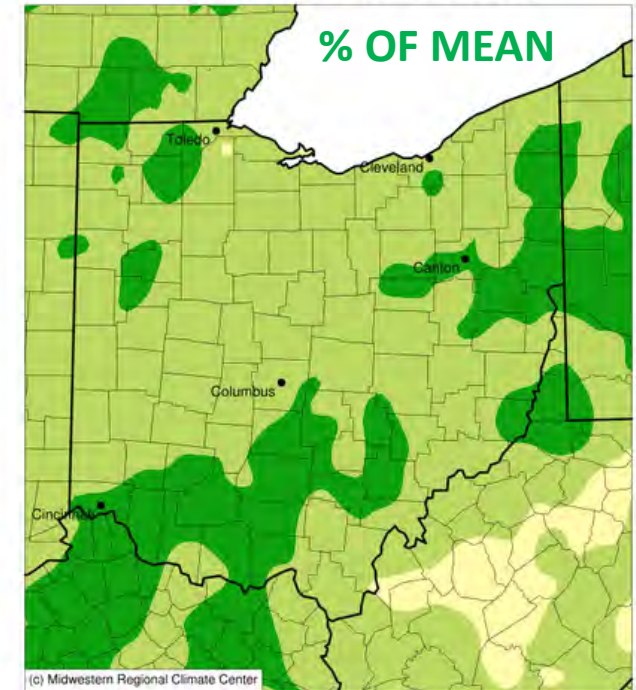 % OF MEAN
Toledo
Cleveland
Canton
Columbus
Cincinnati
(c) Midwestern Regional Climate Center